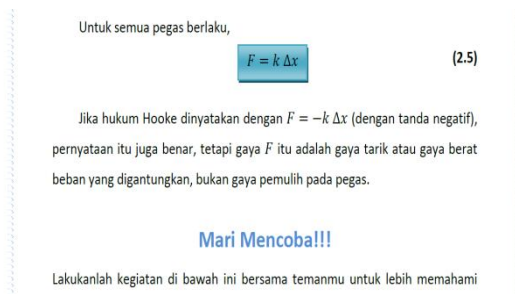 Untuk semua pegas berlaku,
F = k Δx (2.5)
Jika hukum Hooke dinyatakan dengan F = −k Δx (dengan tanda negatif),
pernyataan itu juga benar, tetapi gaya F itu adalah gaya tarik atau gaya berat
beban yang digantungkan, bukan gaya pemulih pada pegas.
Mari Mencoba!!!
Lakukanlah kegiatan di bawah ini bersama temanmu untuk lebih memahami